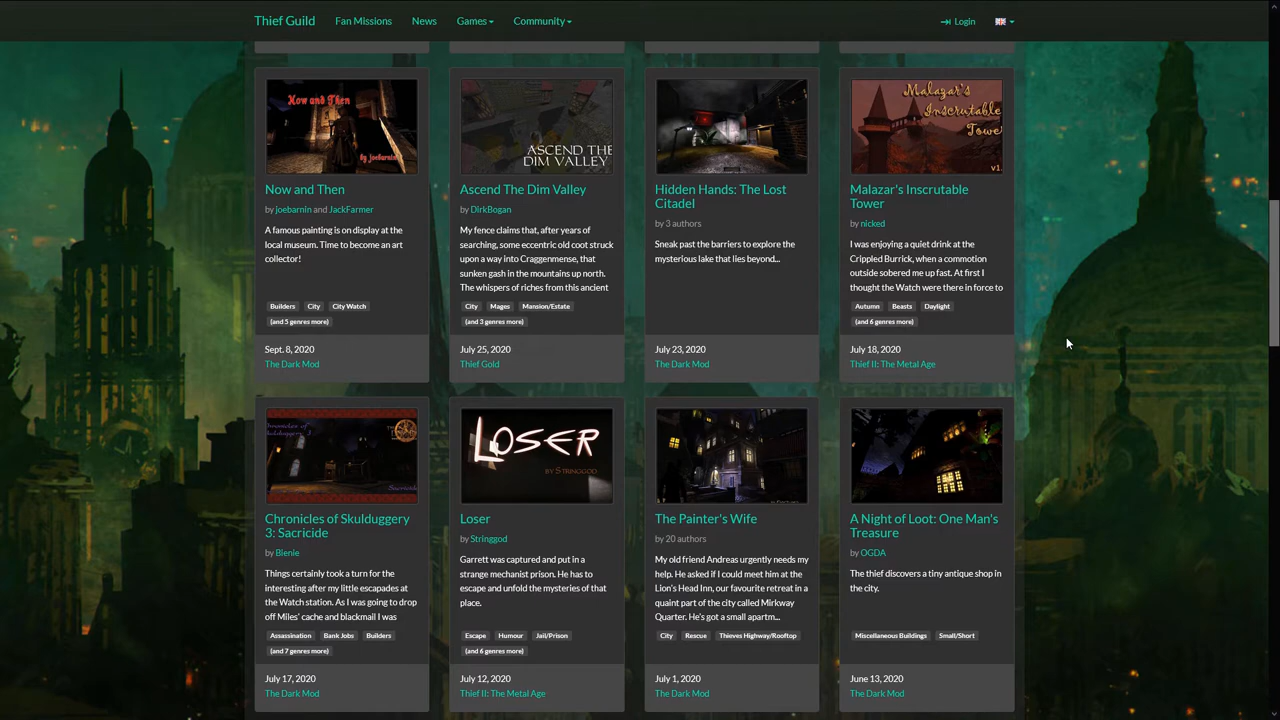 Thief Guild Fan Missions News Games Community Login
Now and Then
by joebarnin
ASCEND THE
DIM VALLEY
Malazar's
Inscrutable
Towe
v1.
Now and Then
by joebarnin and JackFarmer
A famous painting is on display at the
local museum. Time to become an art
collector!
Builders City City Watch
(and 5 genres more)
Sept. 8, 2020
The Dark Mod
Ascend The Dim Valley
by DirkBogan
My fence claims that, after years of
searching, some eccentric old coot struck
upon a way into Craggenmense, that
sunken gash in the mountains up north.
The whispers of riches from this ancient
City Mages Mansion/Estate
(and 3 genres more)
July 25, 2020
Thief Gold
Hidden Hands: The Lost
Citadel
by 3 authors
Sneak past the barriers to explore the
mysterious lake that lies beyond...
July 23, 2020
The Dark Mod
Malazar's Inscrutable
Tower
by nicked
I was enjoying a quiet drink at the
Crippled Burrick, when a commotion
outside sobered me up fast. At first I
thought the Watch were there in force to
Autumn Beasts Daylight
(and 6 genres more)
July 18, 2020
Thief II: The Metal Age
LOSER
BY STRINGGOD
Chronicles of Skulduggery
3: Sacricide
by Bienie
Things certainly took a turn for the
interesting after my little escapades at
the Watch station. As I was going to drop
off Miles' cache and blackmail I was
Assassination Bank Jobs Builders
(and 7 genres more)
July 17, 2020
The Dark Mod
Loser
by Stringgod
Garrett was captured and put in a
strange mechanist prison. He has to
escape and unfold the mysteries of that
place.
Escape Humour Jail/Prison
(and 6 genres more)
July 12, 2020
Thief II: The Metal Age
The Painter's Wife
by 20 authors
My old friend Andreas urgently needs my
help. He asked if I could meet him at the
Lion's Head Inn, our favourite retreat in a
quaint part of the city called Mirkway
Quarter. He's got a small apartm...
City Rescue Thieves Highway/Rooftop
July 1, 2020
The Dark Mod
A Night of Loot: One Man's
Treasure
by OGDA
The thief discovers a tiny antique shop in
the city.
Miscellaneous Buildings Small/Short
June 13, 2020
The Dark Mod